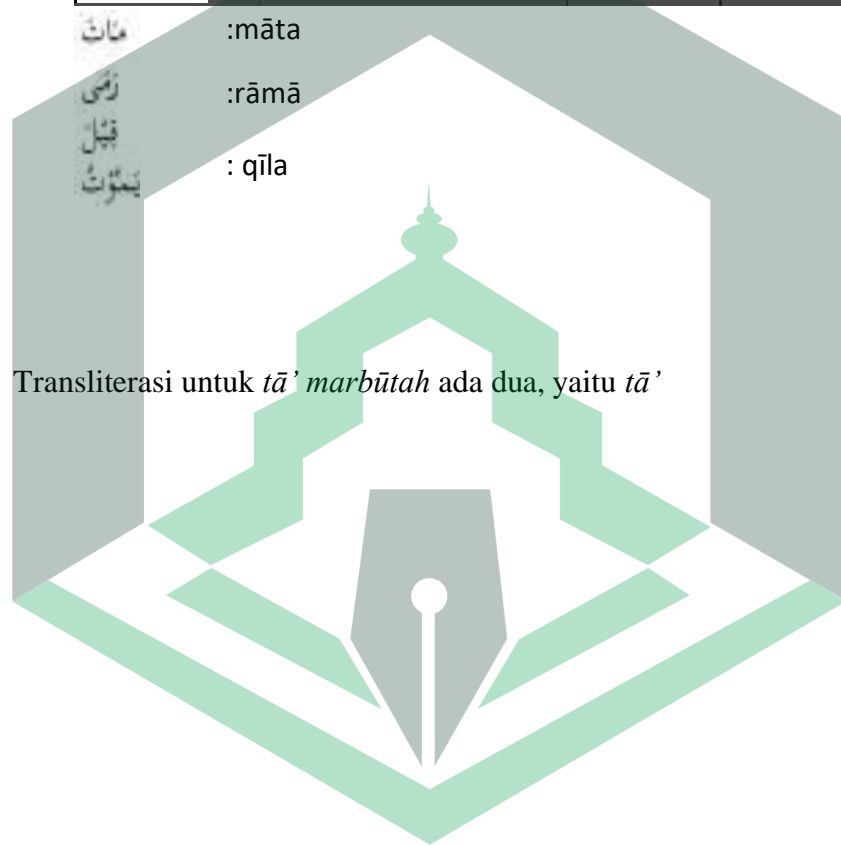 مَاتَ :māta
رَمَى :rāmā
قِيْلَ : qīla
يَمُوْتُ
Transliterasi untuk tā’ marbūtah ada dua, yaitu tā’